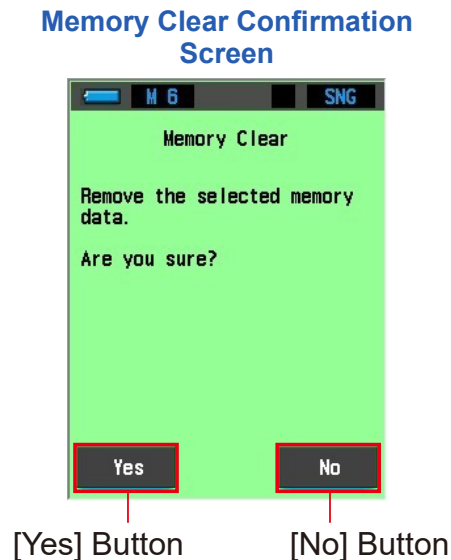 Memory Clear Confirmation
Screen
M 6 SNG
Memory Clear
Remove the selected memory
data.
Are you sure?
Yes No
[Yes] Button [No] Button